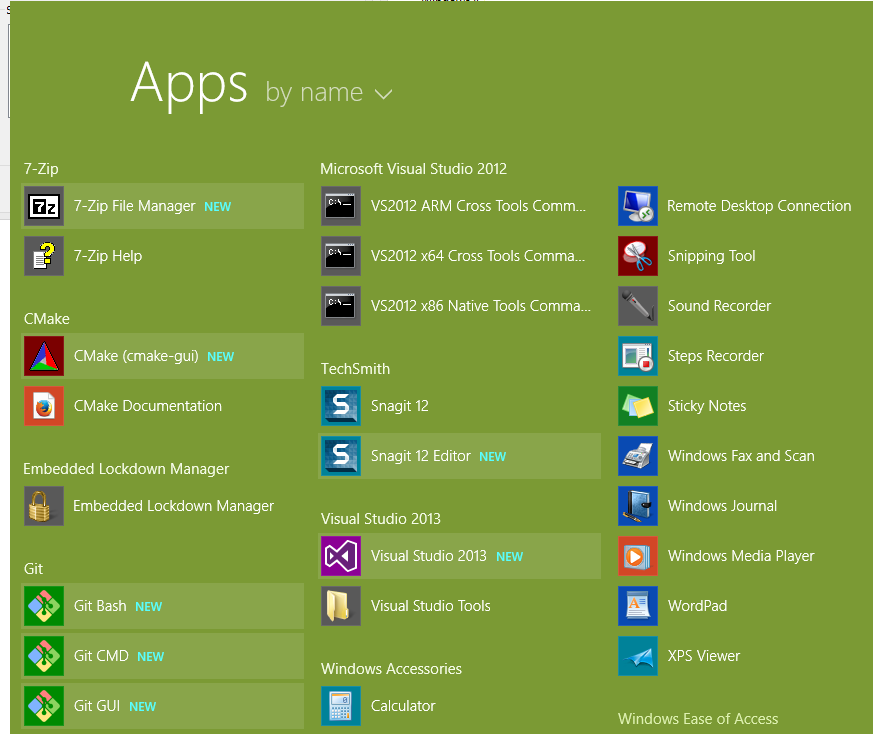 Apps by name
7-Zip
7-Zip File Manager NEW
7-Zip Help
CMake
CMake (cmake-gui) NEW
CMake Documentation
Embedded Lockdown Manager
Embedded Lockdown Manager
Git
Git Bash NEW
Git CMD NEW
Git GUI NEW
Microsoft Visual Studio 2012
VS2012 ARM Cross Tools Comm...
VS2012 x64 Cross Tools Comma...
VS2012 x86 Native Tools Comma...
TechSmith
Snagit 12
Snagit 12 Editor NEW
Visual Studio 2013
Visual Studio 2013 NEW
Visual Studio Tools
Windows Accessories
Calculator
Remote Desktop Connection
Snipping Tool
Sound Recorder
Steps Recorder
Sticky Notes
Windows Fax and Scan
Windows Journal
Windows Media Player
WordPad
XPS Viewer
Windows Ease of Access